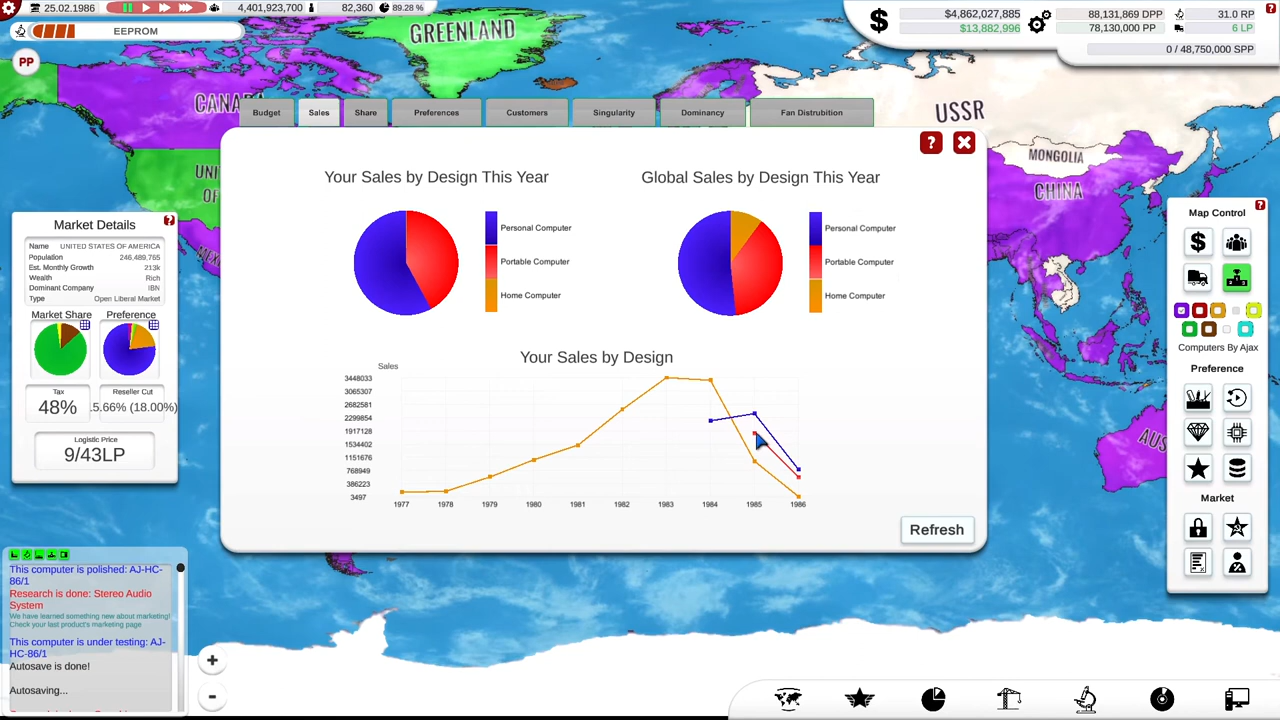 25.02.1986
4,401,923,700
82,360
89.28 %
$4,862,027,885
$13,882,996
88,131,869 DPP
78,130,000 PP
31.0 RP
6 LP
0 / 48,750,000 SPP
EEPROM
PP
GREENLAND
USSR
MONGOLIA
CHINA
Budget
Sales
Share
Preferences
Customers
Singularity
Dominancy
Fan Distrubition
Your Sales by Design This Year
Personal Computer
Portable Computer
Home Computer
Global Sales by Design This Year
Personal Computer
Portable Computer
Home Computer
Your Sales by Design
Sales
3448033
3065307
2682581
2299854
1917128
1534402
1151676
768949
386223
3497
1977
1978
1979
1980
1981
1982
1983
1984
1985
1986
Refresh
Market Details
Name UNITED STATES OF AMERICA
Population 246,489,765
Est. Monthly Growth 213k
Wealth Rich
Dominant Company IBN
Type Open Liberal Market
Market Share
Preference
Tax
48%
Reseller Cut
.5.66% (18.00%)
Logistic Price
9/43LP
This computer is polished: AJ-HC-
86/1
Research is done: Stereo Audio
System
We have learned something new about marketing!
Check your last product's marketing page
This computer is under testing: AJ-
HC-86/1
Autosave is done!
Autosaving...
Map Control
Computers By Ajax
Preference
Market